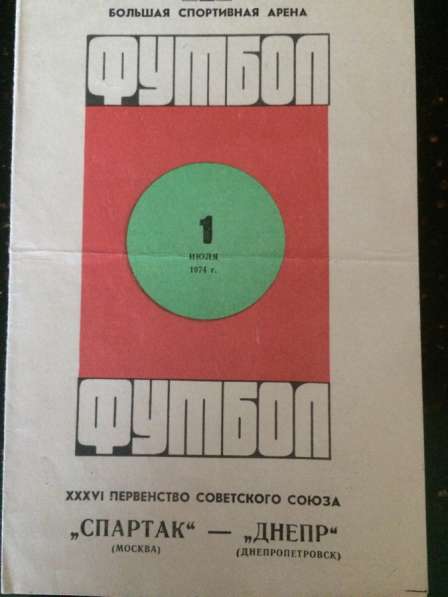 БОЛЬШАЯ СПОРТИВНАЯ АРЕНА
ФУТБОЛ
1
ИЮЛЯ
1974 г.
ФУТБОЛ
XXXVI ПЕРВЕНСТВО СОВЕТСКОГО СОЮЗА
„СПАРТАК“ — „ДНЕПР“
(МОСКВА) (ДНЕПРОПЕТРОВСК)